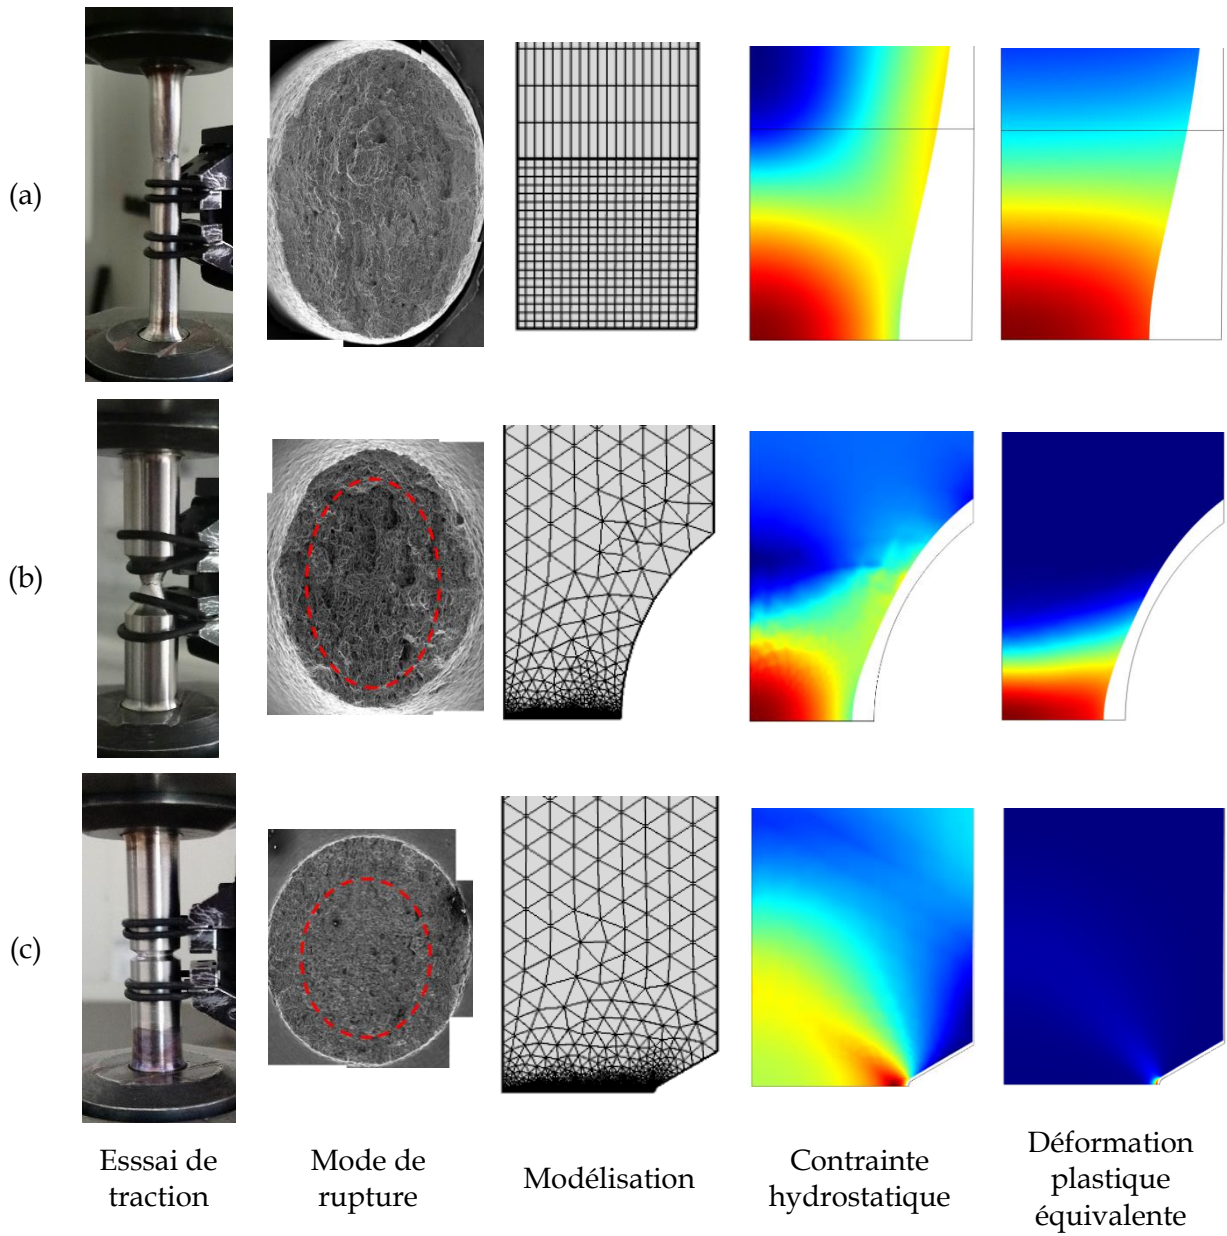 (a)
(b)
(c)
Esssai de
traction
Mode de
rupture
Modélisation
Contrainte
hydrostatique
Déformation
plastique
équivalente